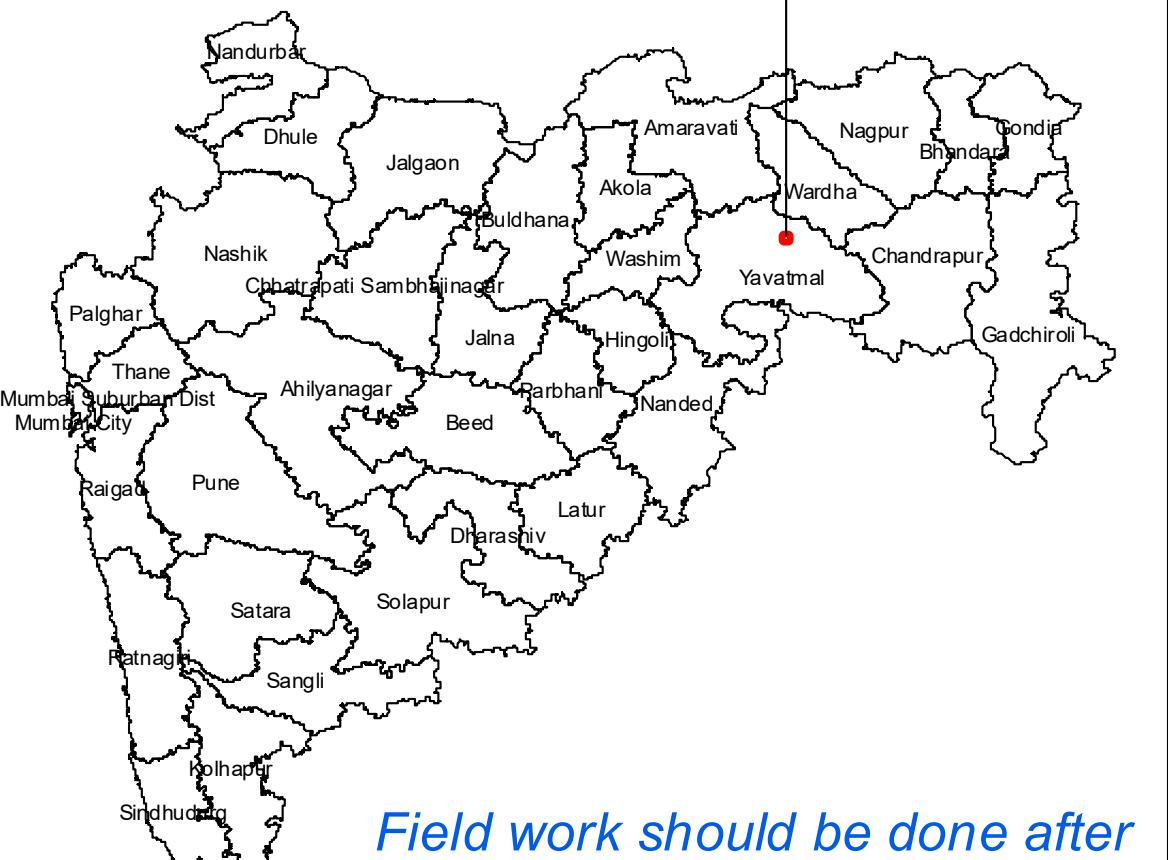 Nandurbar
Dhule
Jalgaon
Amaravati
Nagpur
Gondia
Bhandara
Akola
Wardha
Buldhana
Nashik
Washim
Chandrapur
Yavatmal
Chhatrapati Sambhajinagar
Palghar
Jalna
Hingoli
Gadchiroli
Thane
Ahilyanagar
Parbhani
Mumbai Suburban Dist
Nanded
Mumbai City
Beed
Raigad
Pune
Latur
Dharashiv
Satara
Solapur
Ratnagiri
Sangli
Kolhapur
Sindhudurg
Field work should be done after